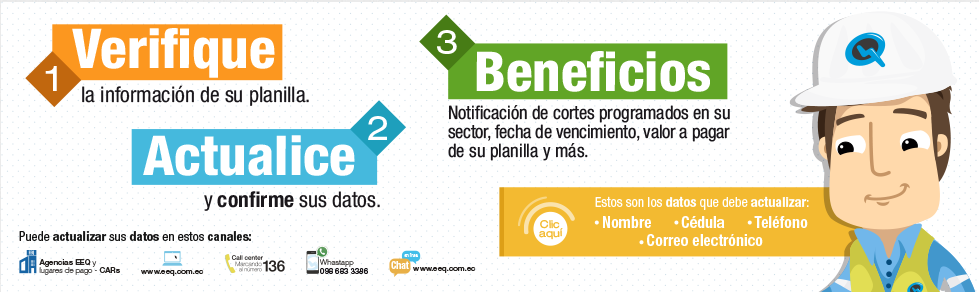 1
Verifique
la información de su planilla.
2
Actualice
y confirme sus datos.
Puede actualizar sus datos en estos canales:
Agencias EEQ y
lugares de pago - CARs
www.eeq.com.ec
Call center
Marcando
al número 136
Whatsapp
098 663 3386
en línea
Chat
www.eeq.com.ec
3
Beneficios
Notificación de cortes programados en su
sector, fecha de vencimiento, valor a pagar
de su planilla y más.
Clic
aquí
Estos son los datos que debe actualizar:
• Nombre • Cédula • Teléfono
• Correo electrónico